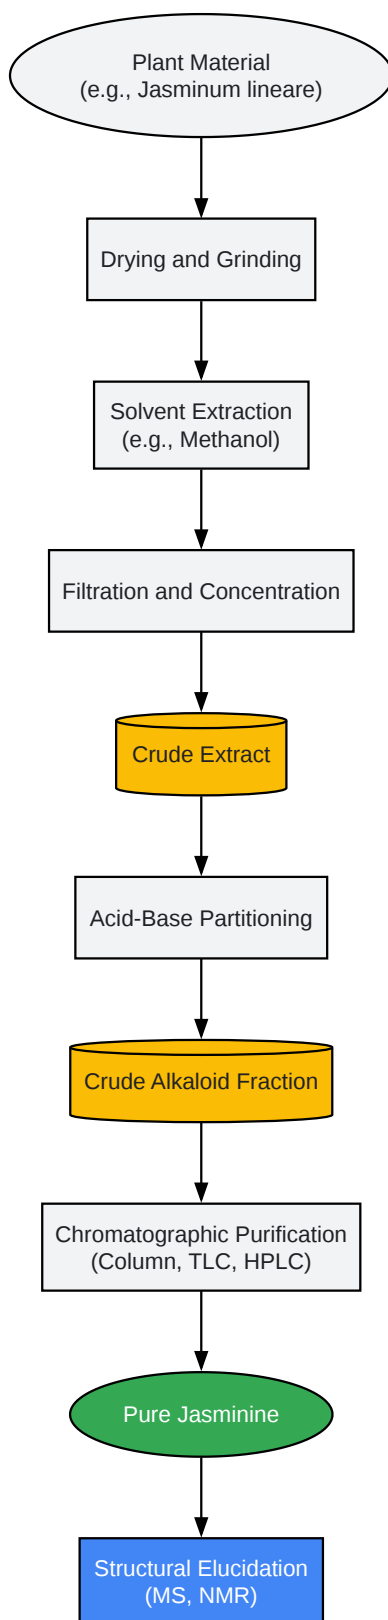 Plant Material
(e.g., Jasminum lineare)
Drying and Grinding
Solvent Extraction
(e.g., Methanol)
Filtration and Concentration
Crude Extract
Acid-Base Partitioning
Crude Alkaloid Fraction
Chromatographic Purification
(Column, TLC, HPLC)
Pure Jasminine
Structural Elucidation
(MS, NMR)